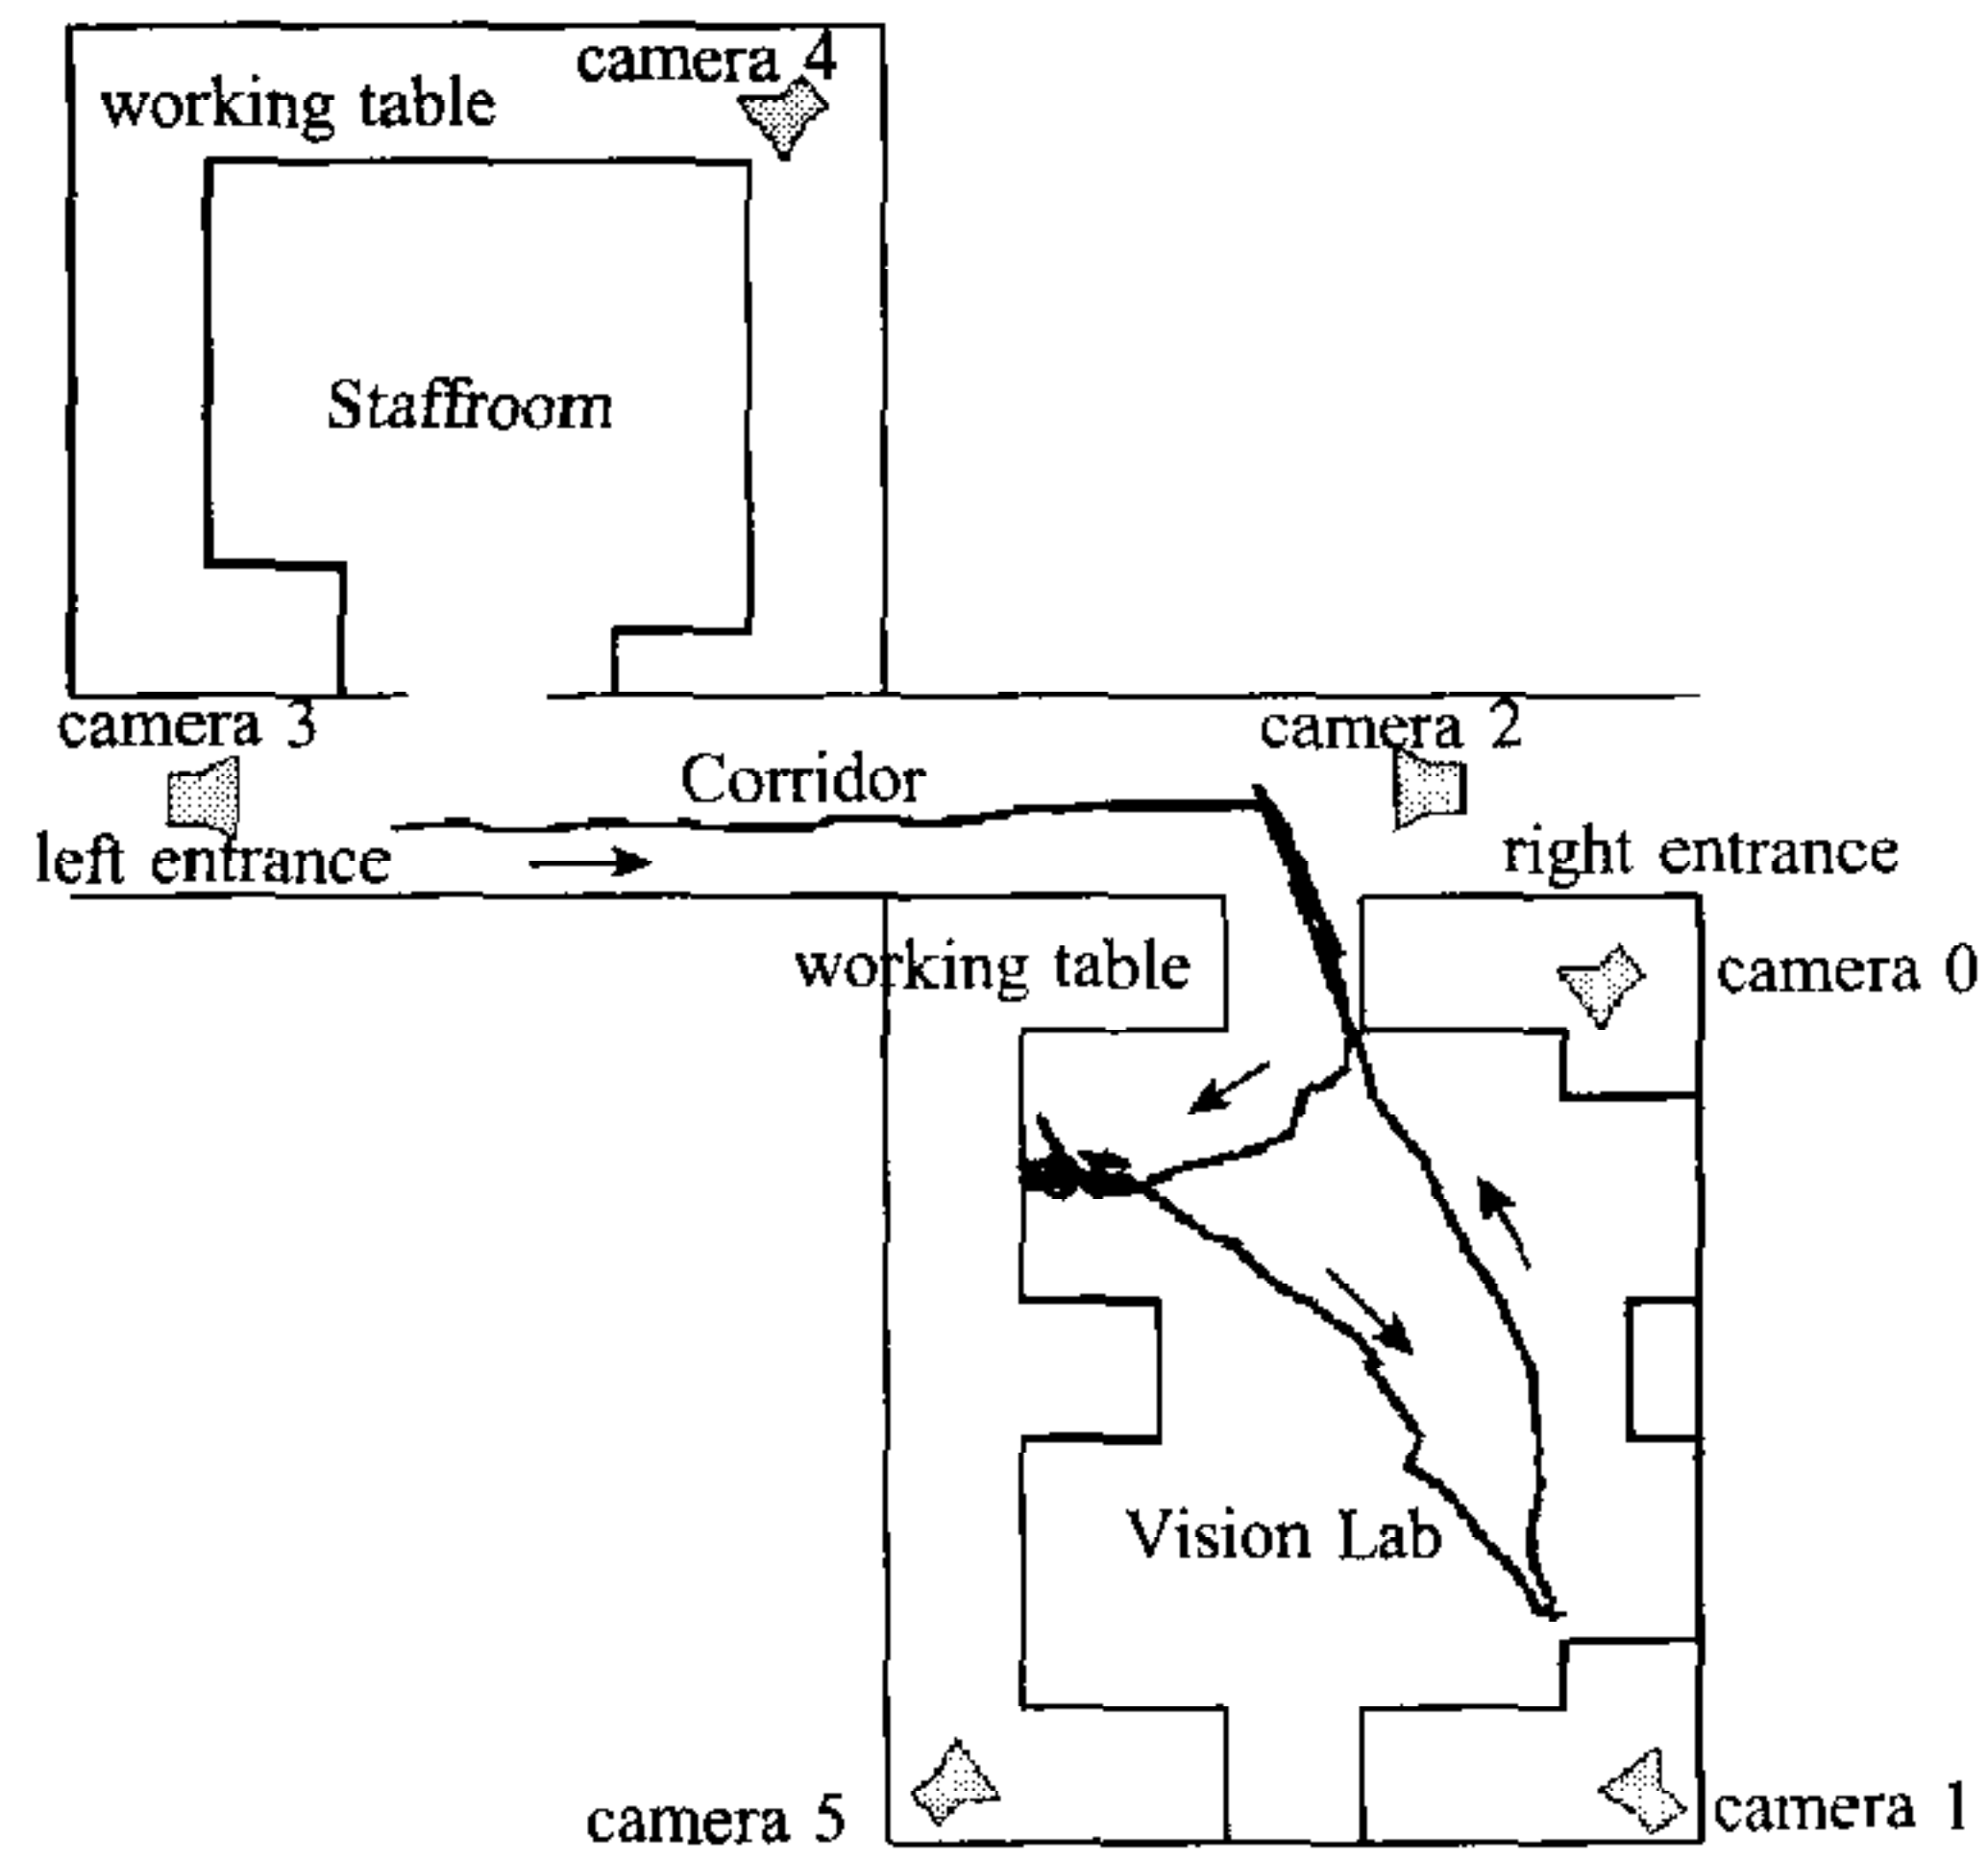 camera 4
working table
Staffroom
camera 3
camera 2
Corridor
left entrance
right entrance
working table
camera 0
Vision Lab
camera 5
camera 1